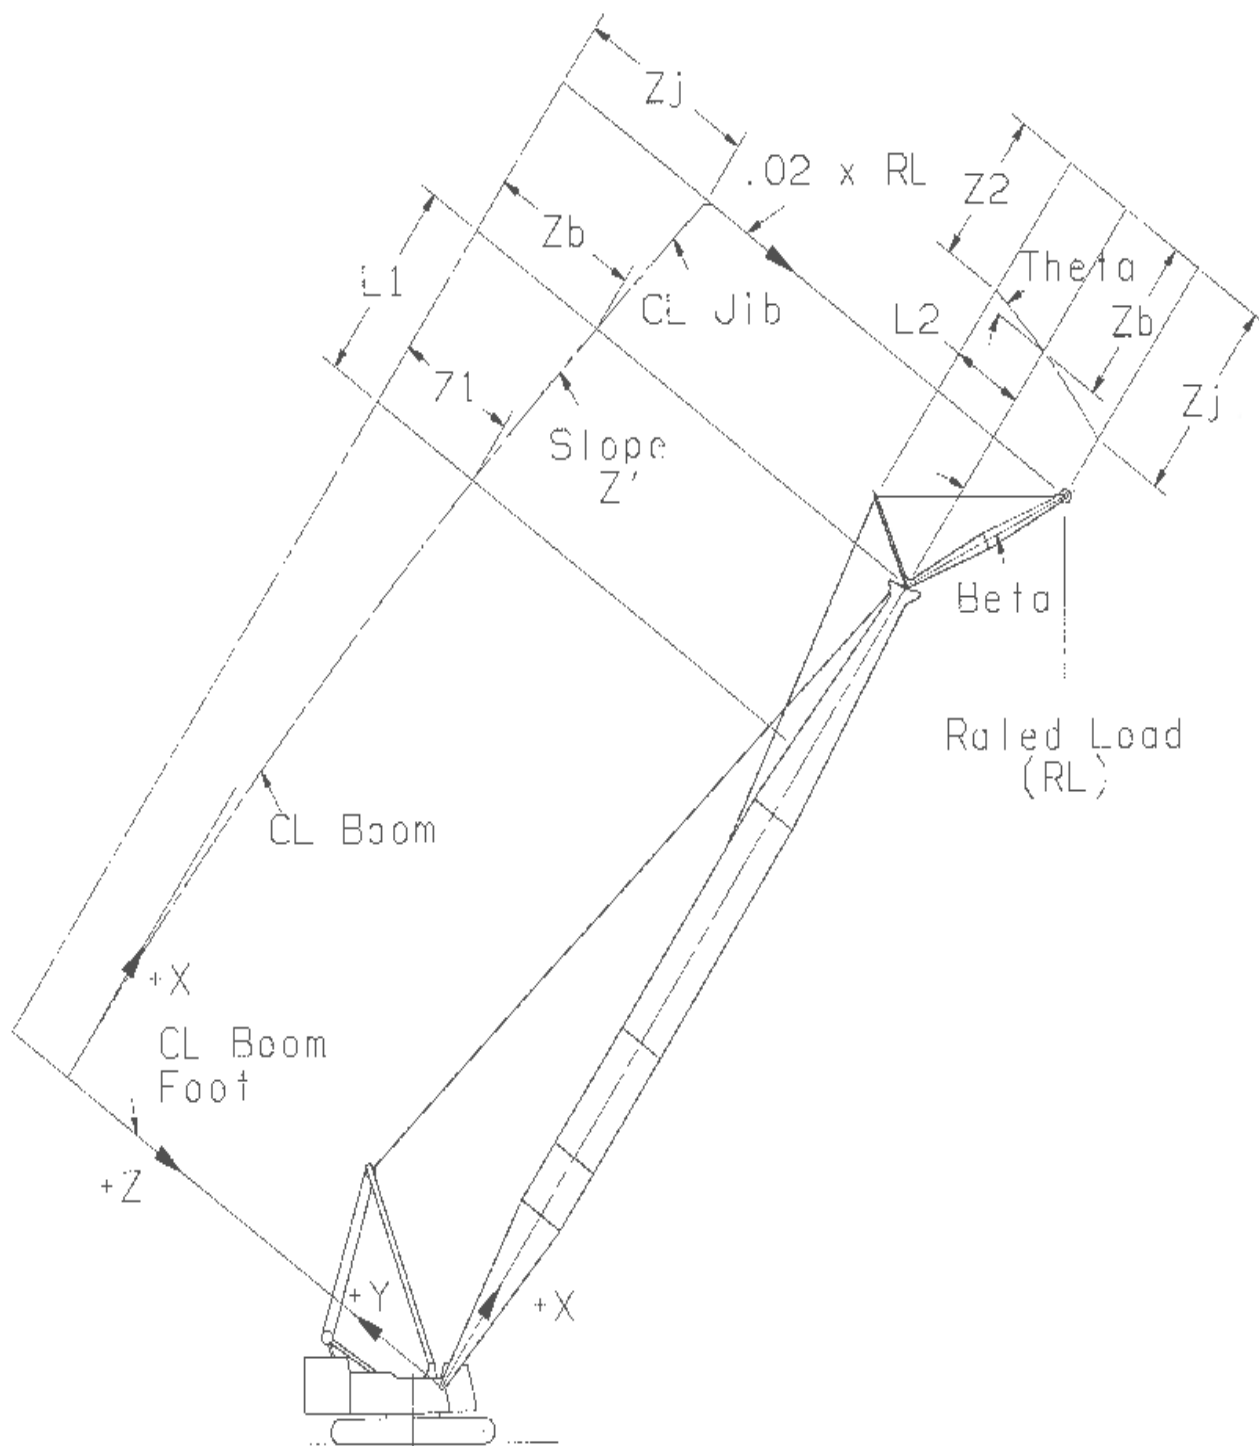 Zj
.02 x RL
Z2
Zb
Theta
L1
CL Jib
L2
Zb
71
Zj
Slope
Z'
Beta
Raled Load
(RL)
CL Boom
+X
CL Boom
Foot
+Z
+Y
+X